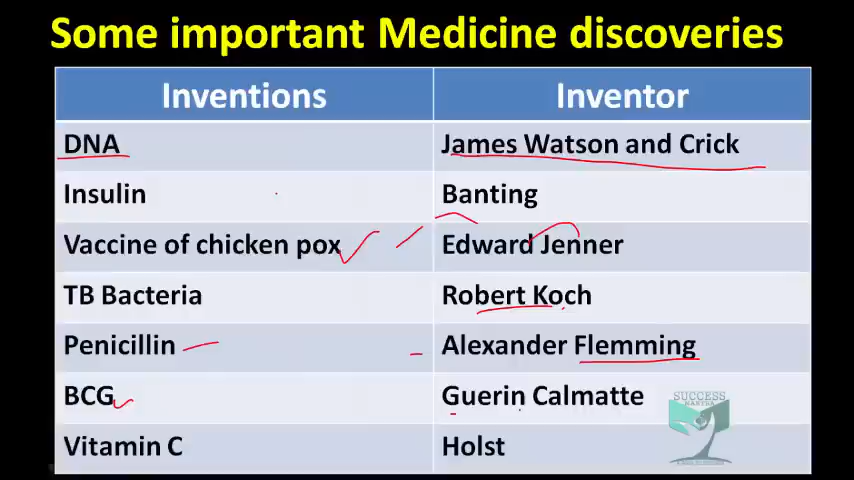 Some important Medicine discoveries
Inventions Inventor
DNA James Watson and Crick
Insulin Banting
Vaccine of chicken pox Edward Jenner
TB Bacteria Robert Koch
Penicillin Alexander Flemming
BCG Guerin Calmatte
Vitamin C Holst
SUCCESS